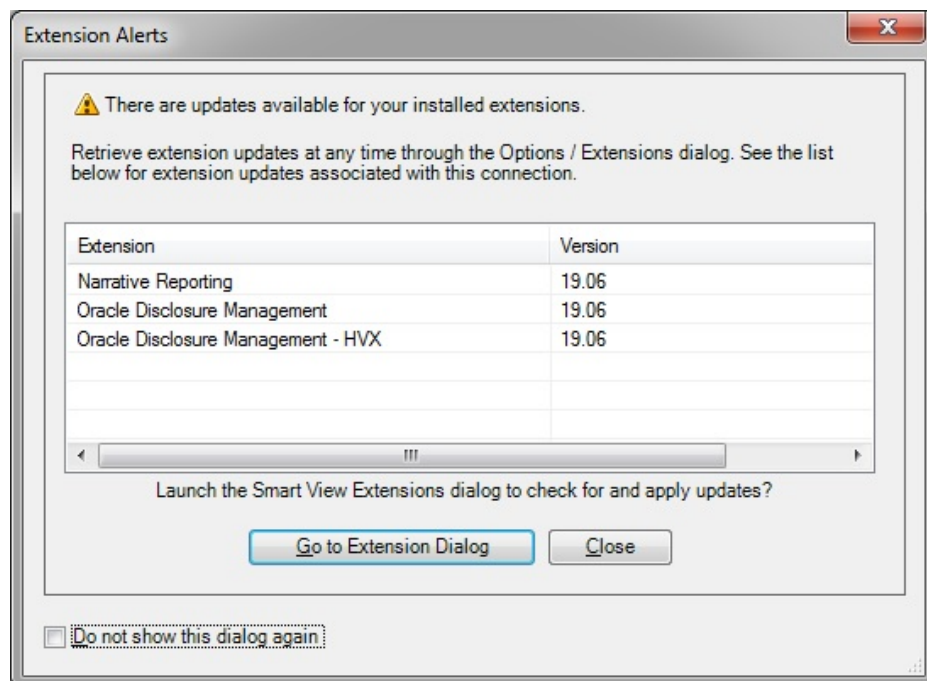 Extension Alerts
There are updates available for your installed extensions.
Retrieve extension updates at any time through the Options / Extensions dialog. See the list
below for extension updates associated with this connection.
Extension Version
Narrative Reporting 19.06
Oracle Disclosure Management 19.06
Oracle Disclosure Management - HVX 19.06
Launch the Smart View Extensions dialog to check for and apply updates?
Go to Extension Dialog Close
Do not show this dialog again